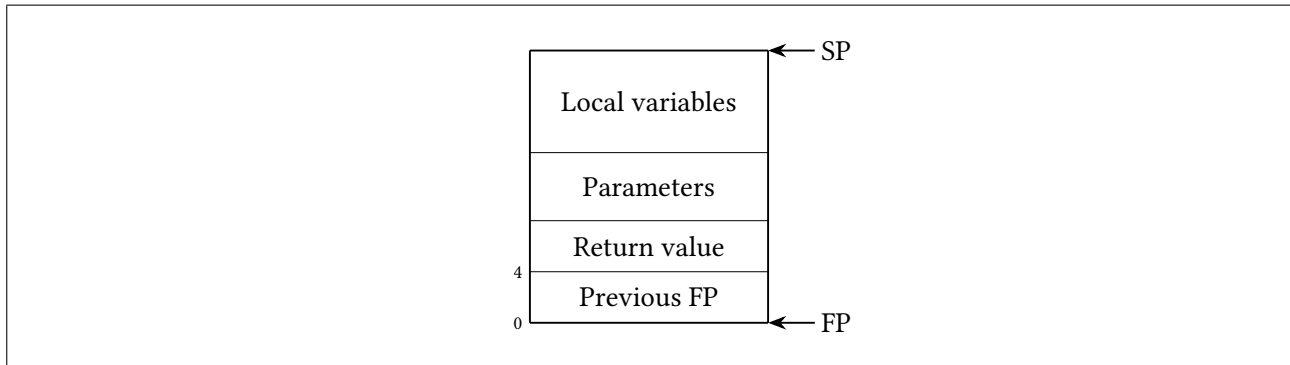 SP
Local variables
Parameters
Return value
4
Previous FP
0
FP